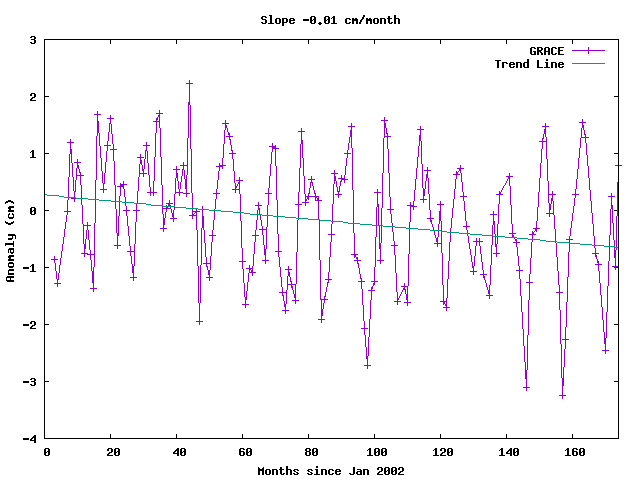 Slope -0.01 cm/month
GRACE
Trend Line
3
2
1
0
-1
-2
-3
-4
Anomaly (cm)
0 20 40 60 80 100 120 140 160
Months since Jan 2002